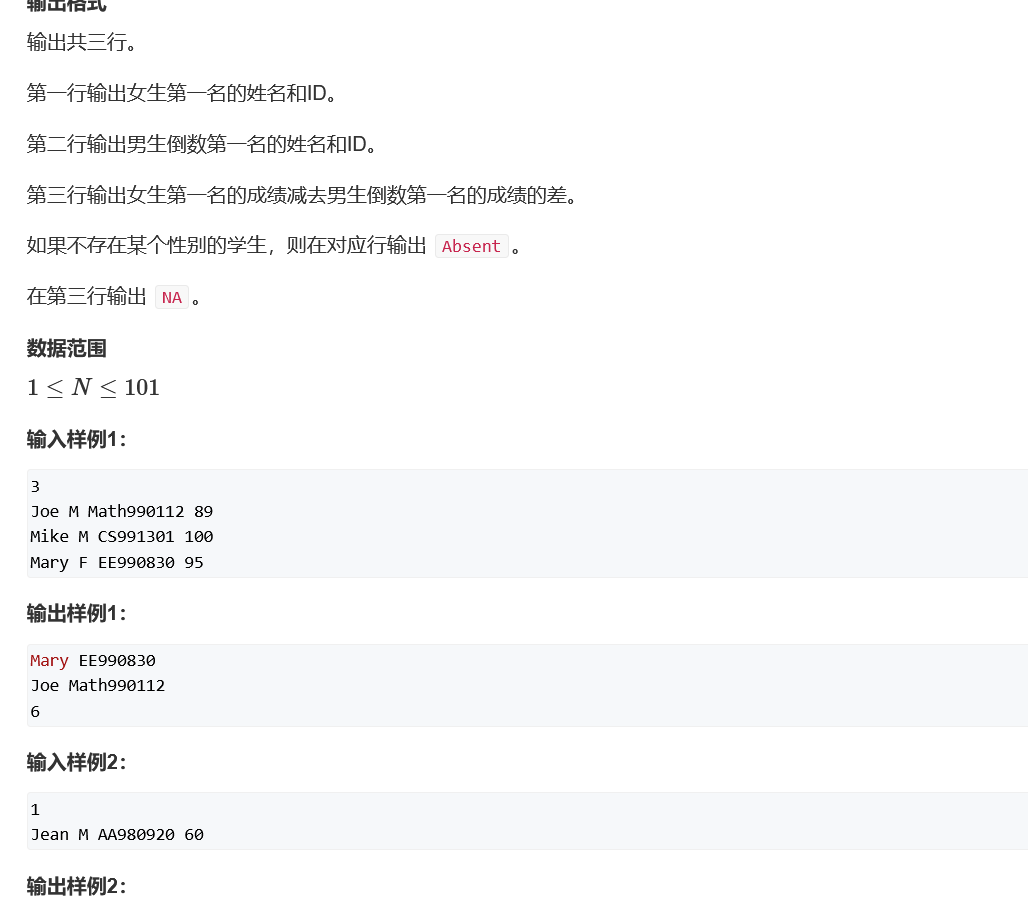 输出格式
输出共三行。
第一行输出女生第一名的姓名和ID。
第二行输出男生倒数第一名的姓名和ID。
第三行输出女生第一名的成绩减去男生倒数第一名的成绩的差。
如果不存在某个性别的学生，则在对应行输出 Absent 。
在第三行输出 NA 。
数据范围
1 ≤ N ≤ 101
输入样例1：
3
Joe M Math990112 89
Mike M CS991301 100
Mary F EE990830 95
输出样例1：
Mary EE990830
Joe Math990112
6
输入样例2：
1
Jean M AA980920 60
输出样例2：